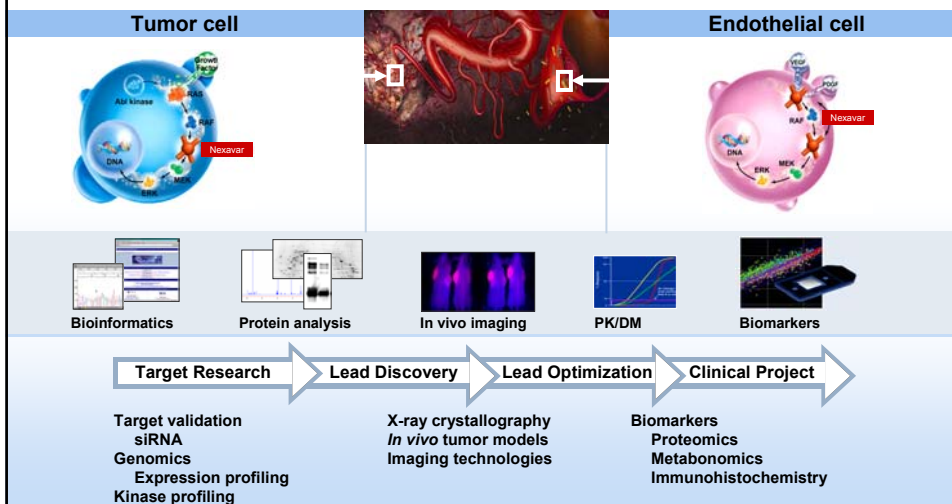 Tumor cell
Endothelial cell
Growth
Factor
Abl kinase
RAS
RAF
Nexavar
DNA
MEK
ERK
VEGF
PDGF
RAF
Nexavar
DNA
MEK
ERK
Bioinformatics
Protein analysis
In vivo imaging
PK/DM
Biomarkers
Target Research
Lead Discovery
Lead Optimization
Clinical Project
Target validation
siRNA
Genomics
Expression profiling
Kinase profiling
X-ray crystallography
In vivo tumor models
Imaging technologies
Biomarkers
Proteomics
Metabonomics
Immunohistochemistry